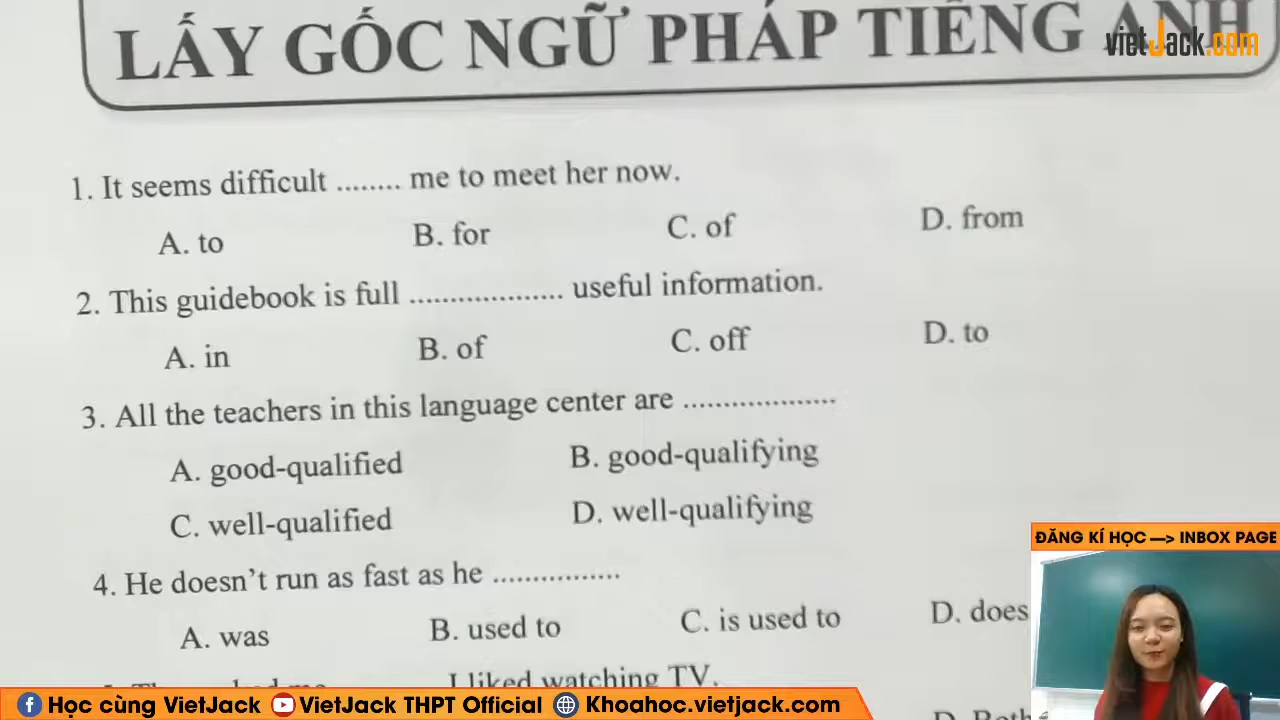 LẤY GỐC NGỮ PHÁP TIẾNG ANH
vietJack.com
1. It seems difficult ........ me to meet her now.
A. to B. for C. of D. from
2. This guidebook is full ................... useful information.
A. in B. of C. off D. to
3. All the teachers in this language center are ...................
A. good-qualified B. good-qualifying
C. well-qualified D. well-qualifying
ĐĂNG KÍ HỌC —> INBOX PAGE
4. He doesn't run as fast as he ................
A. was B. used to C. is used to D. does
I liked watching TV.
Học cùng VietJack VietJack THPT Official Khoahoc.vietjack.com